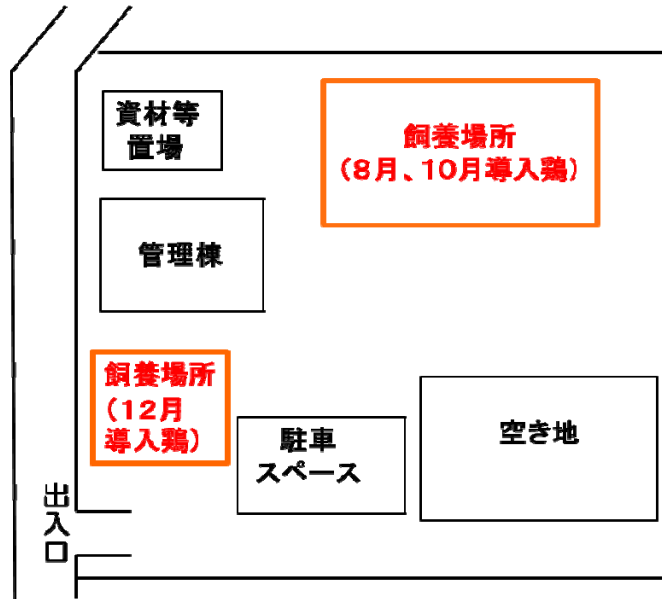 資材等
置場
飼養場所
(8月、10月導入鶏)
管理棟
飼養場所
(12月
導入鶏)
駐車
スペース
空き地
出入口